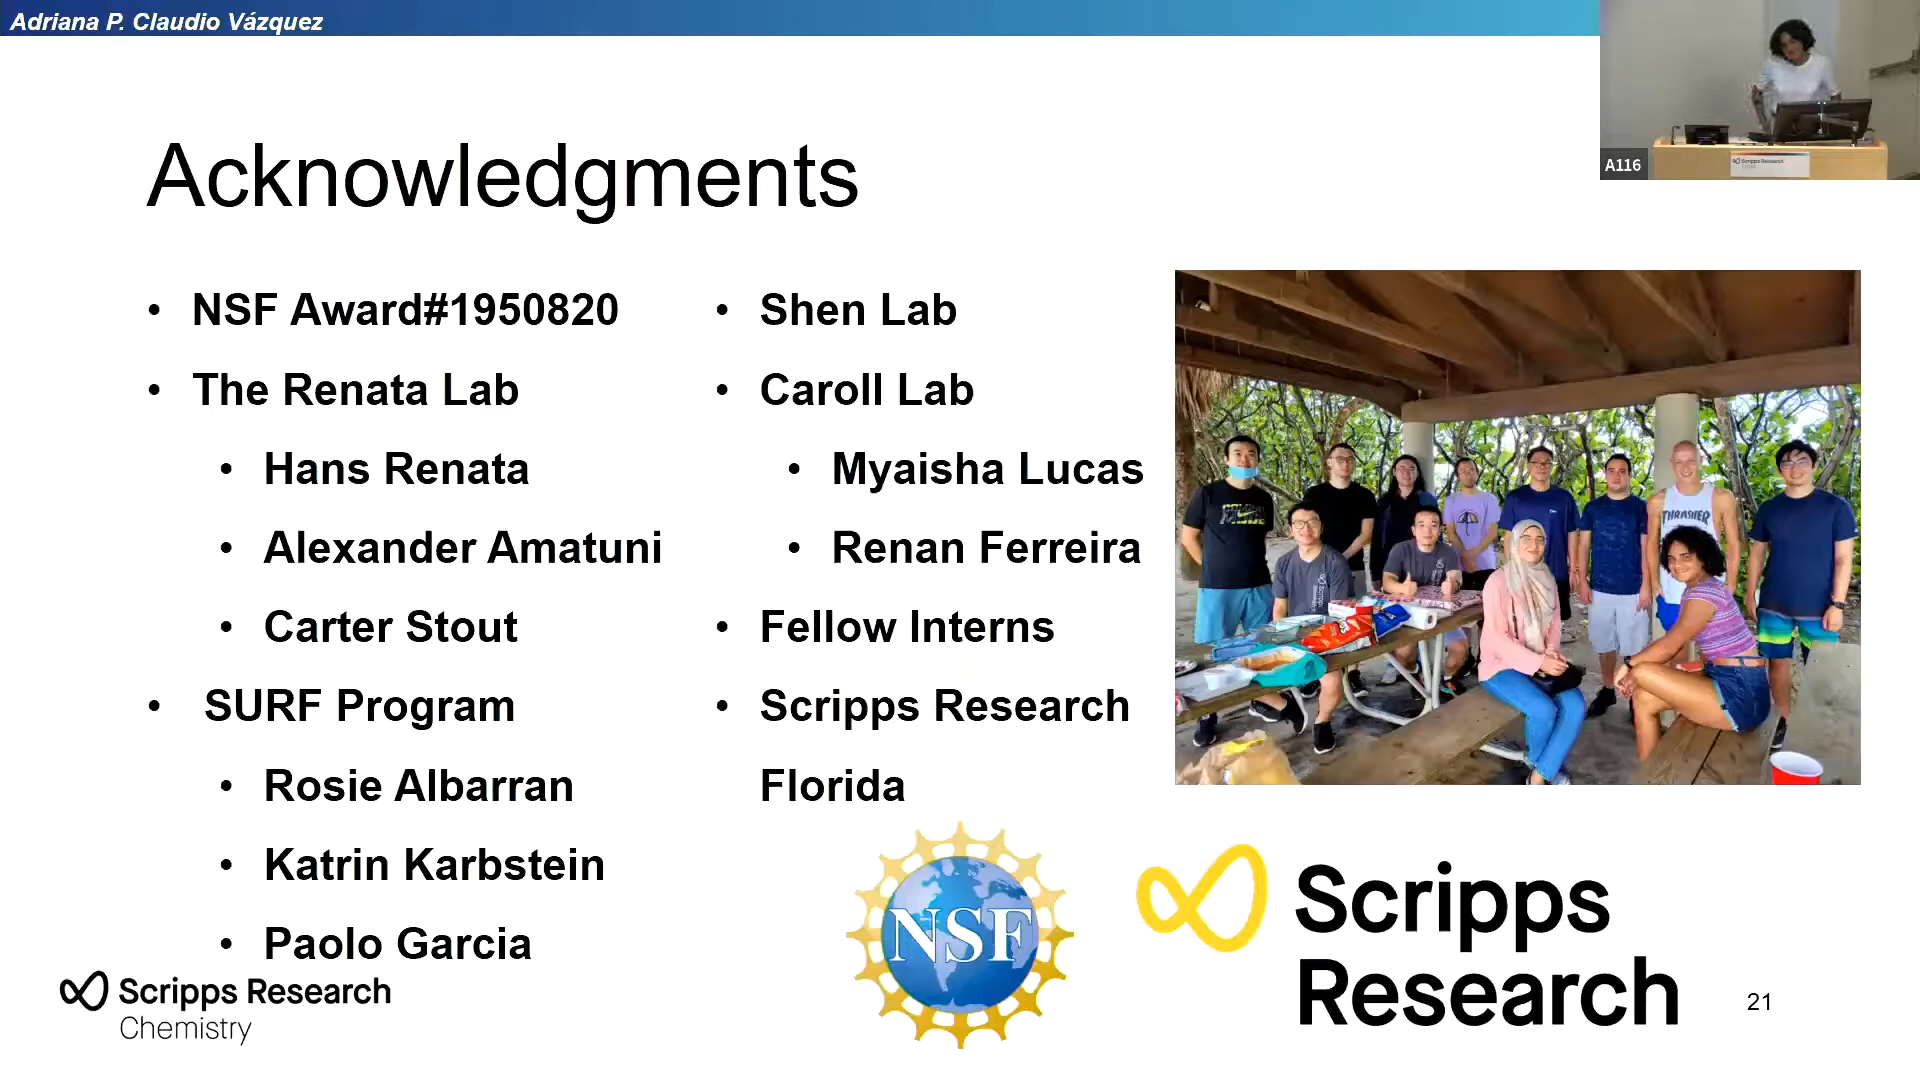 Adriana P. Claudio Vázquez
A116
Scripps Research
Acknowledgments
• NSF Award#1950820
• The Renata Lab
• Hans Renata
• Alexander Amatuni
• Carter Stout
• SURF Program
• Rosie Albarran
• Katrin Karbstein
• Paolo Garcia
• Shen Lab
• Caroll Lab
• Myaisha Lucas
• Renan Ferreira
• Fellow Interns
• Scripps Research
Florida
THRASHER
NSF
Scripps
Research
Scripps Research
Chemistry
21